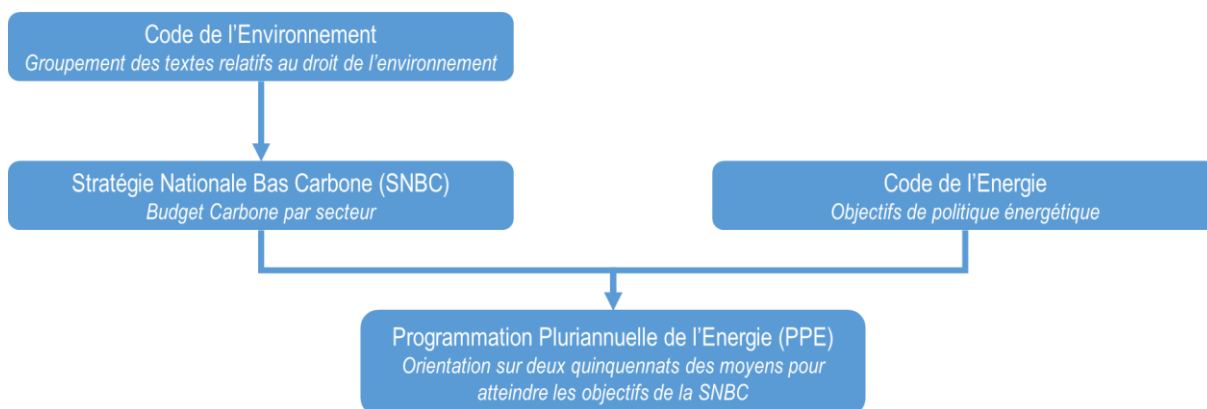 Code de l’Environnement
Groupement des textes relatifs au droit de l’environnement
Stratégie Nationale Bas Carbone (SNBC)
Budget Carbone par secteur
Code de l’Energie
Objectifs de politique énergétique
Programmation Pluriannuelle de l’Energie (PPE)
Orientation sur deux quinquennats des moyens pour
atteindre les objectifs de la SNBC